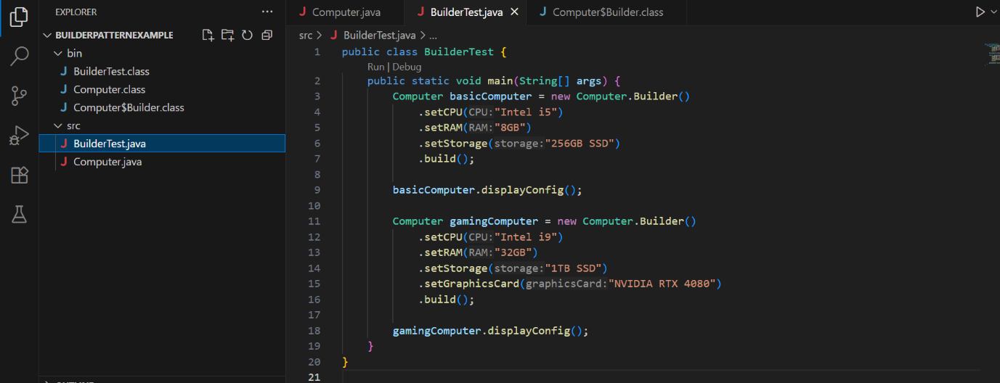 EXPLORER
BUILDERPATTERNEXAMPLE
bin
J BuilderTest.class
J Computer.class
J Computer$Builder.class
src
J BuilderTest.java
J Computer.java
J Computer.java
J BuilderTest.java
J Computer$Builder.class
src > J BuilderTest.java > ...
1 public class BuilderTest {
Run | Debug
2 public static void main(String[] args) {
3 Computer basicComputer = new Computer.Builder()
4 .setCPU(CPU:"Intel i5")
5 .setRAM(RAM:"8GB")
6 .setStorage(storage:"256GB SSD")
7 .build();
8
9 basicComputer.displayConfig();
10
11 Computer gamingComputer = new Computer.Builder()
12 .setCPU(CPU:"Intel i9")
13 .setRAM(RAM:"32GB")
14 .setStorage(storage:"1TB SSD")
15 .setGraphicsCard(graphicsCard:"NVIDIA RTX 4080")
16 .build();
17
18 gamingComputer.displayConfig();
19 }
20 }
21